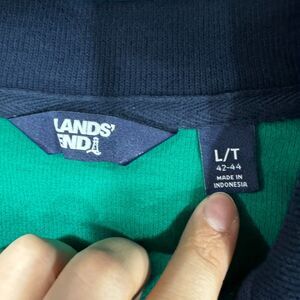 LANDS'
END
L/T
42-44
MADE IN
INDONESIA